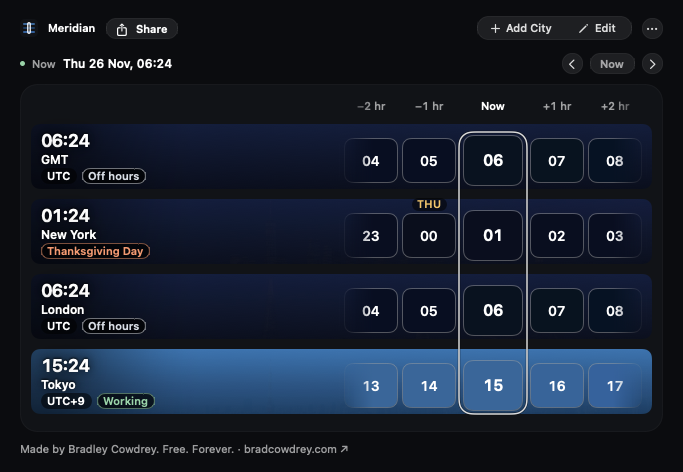 Meridian Share + Add City Edit ...
Now Thu 26 Nov, 06:24 Now
−2 hr −1 hr Now +1 hr +2 hr
06:24
GMT
UTC Off hours
04 05 06 07 08
THU
01:24
New York
Thanksgiving Day
23 00 01 02 03
06:24
London
UTC Off hours
04 05 06 07 08
15:24
Tokyo
UTC+9 Working
13 14 15 16 17
Made by Bradley Cowdrey. Free. Forever. · bradcowdrey.com ↗